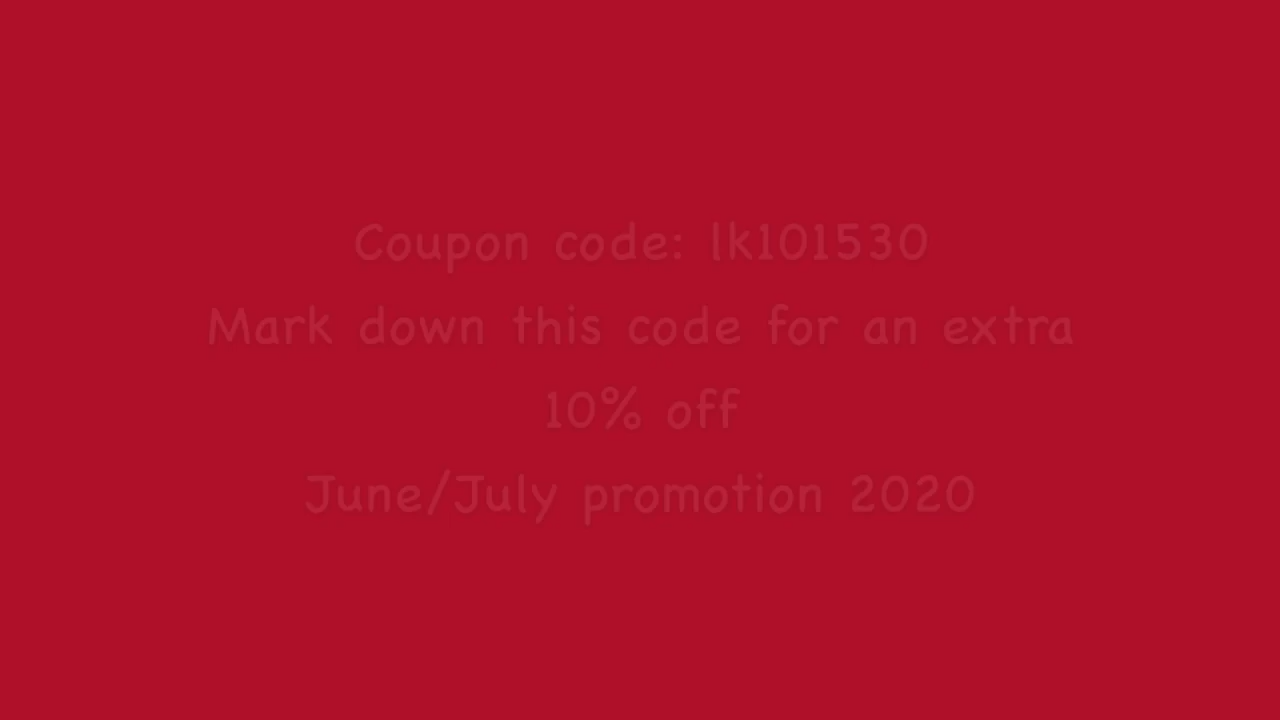 Coupon code: lk101530
Mark down this code for an extra
10% off
June/July promotion 2020